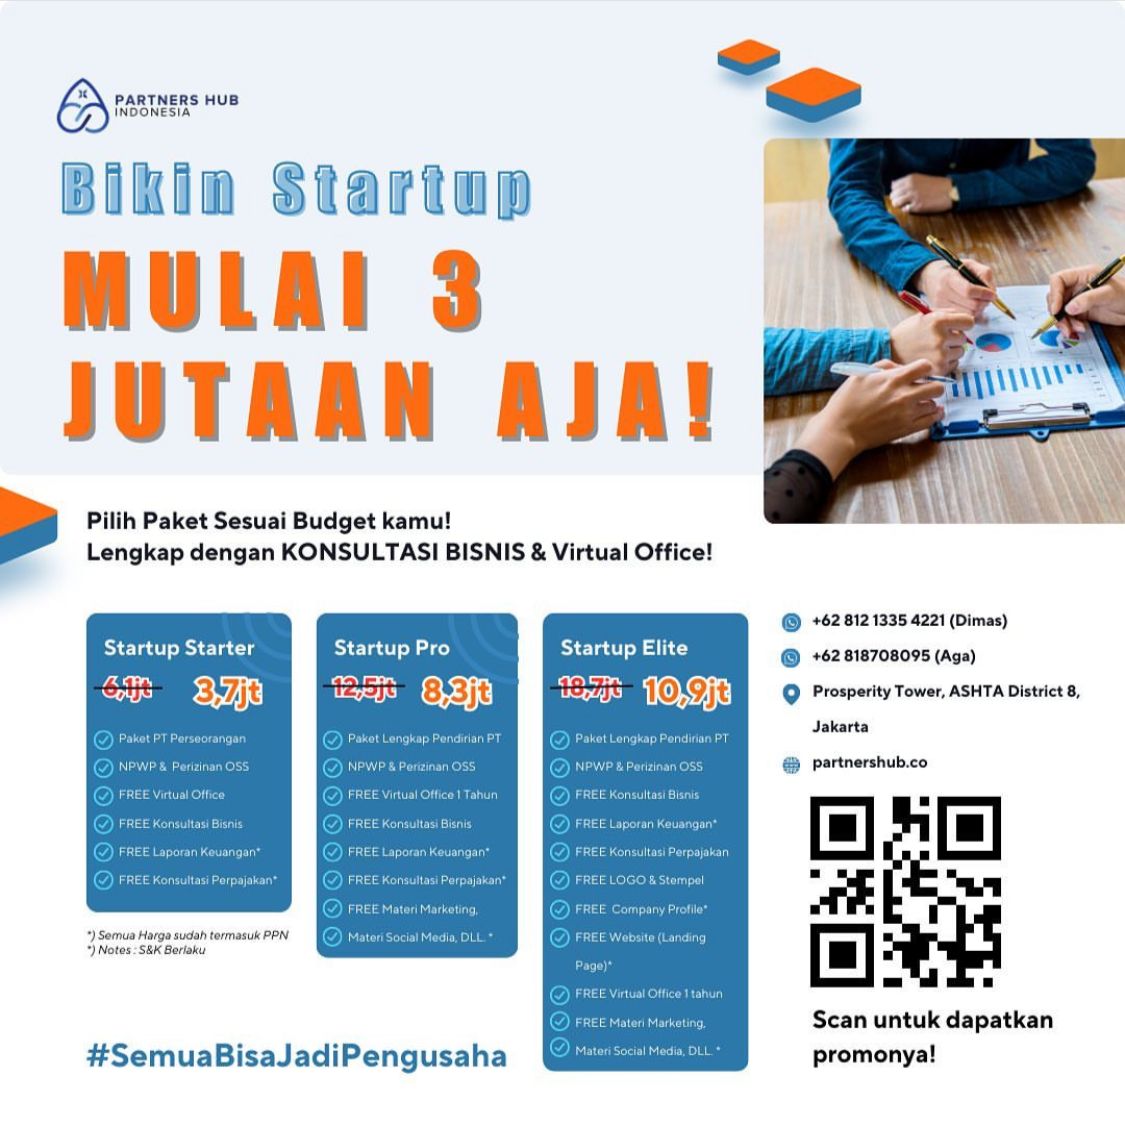 PARTNERS HUB
INDONESIA
Bikin Startup
MULAI 3
JUTAAN AJA!
Pilih Paket Sesuai Budget kamu!
Lengkap dengan KONSULTASI BISNIS & Virtual Office!
Startup Starter
6,1jt 3,7jt
Paket PT Perseorangan
NPWP & Perizinan OSS
FREE Virtual Office
FREE Konsultasi Bisnis
FREE Laporan Keuangan*
FREE Konsultasi Perpajakan*
*) Semua Harga sudah termasuk PPN
*) Notes : S&K Berlaku
Startup Pro
12,5jt 8,3jt
Paket Lengkap Pendirian PT
NPWP & Perizinan OSS
FREE Virtual Office 1 Tahun
FREE Konsultasi Bisnis
FREE Laporan Keuangan*
FREE Konsultasi Perpajakan*
FREE Materi Marketing,
Materi Social Media, DLL. *
Startup Elite
18,7jt 10,9jt
Paket Lengkap Pendirian PT
NPWP & Perizinan OSS
FREE Konsultasi Bisnis
FREE Laporan Keuangan*
FREE Konsultasi Perpajakan
FREE LOGO & Stempel
FREE Company Profile*
FREE Website (Landing
Page)*
FREE Virtual Office 1 tahun
FREE Materi Marketing,
Materi Social Media, DLL. *
+62 812 1335 4221 (Dimas)
+62 818708095 (Aga)
Prosperity Tower, ASHTA District 8,
Jakarta
partnershub.co
Scan untuk dapatkan
promonya!
#SemuaBisaJadiPengusaha